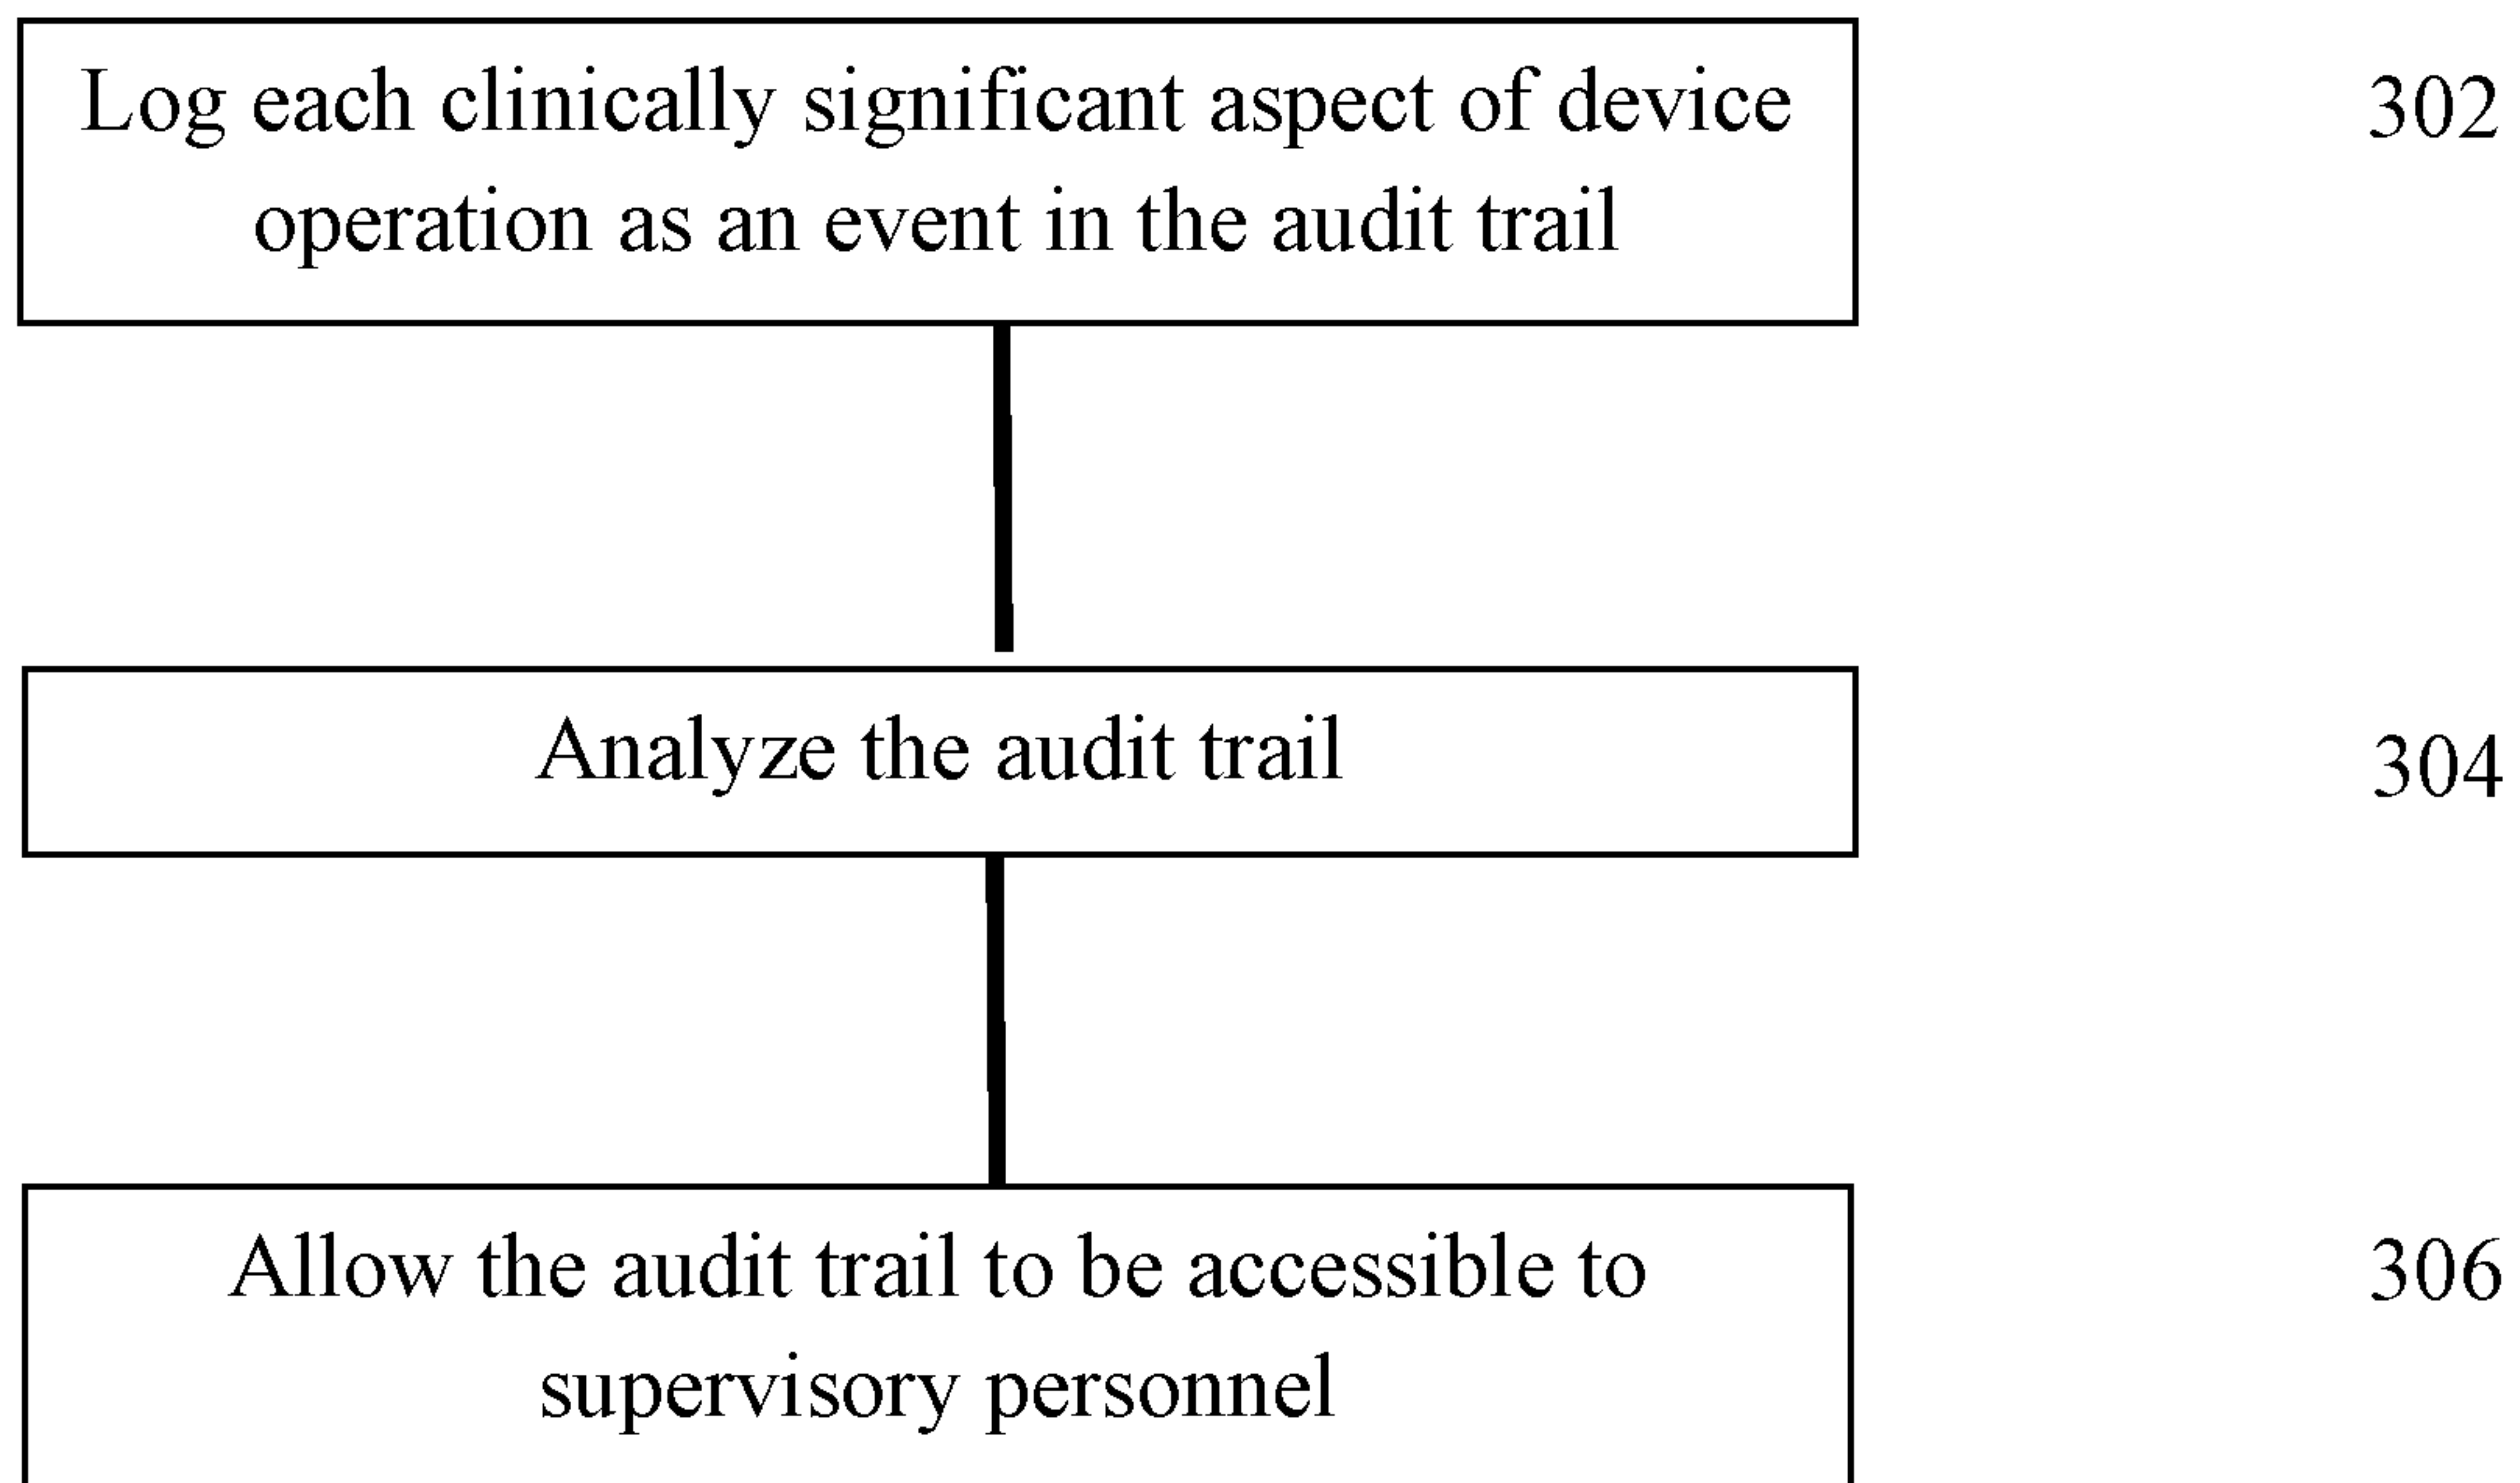 Log each clinically significant aspect of device 302
operation as an event in the audit trail
Analyze the audit trail 304
Allow the audit trail to be accessible to 306
supervisory personnel